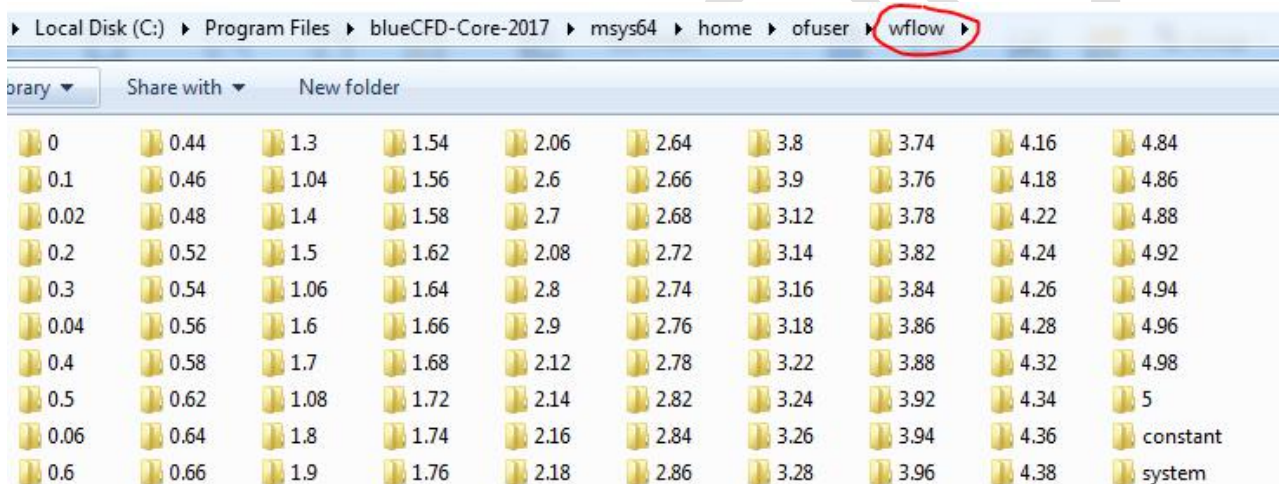 Local Disk (C:) Program Files blueCFD-Core-2017 msys64 home ofuser wflow
brary Share with New folder
0 0.44 1.3 1.54 2.06 2.64 3.8 3.74 4.16 4.84
0.1 0.46 1.04 1.56 2.6 2.66 3.9 3.76 4.18 4.86
0.02 0.48 1.4 1.58 2.7 2.68 3.12 3.78 4.22 4.88
0.2 0.52 1.5 1.62 2.08 2.72 3.14 3.82 4.24 4.92
0.3 0.54 1.06 1.64 2.8 2.74 3.16 3.84 4.26 4.94
0.04 0.56 1.6 1.66 2.9 2.76 3.18 3.86 4.28 4.96
0.4 0.58 1.7 1.68 2.12 2.78 3.22 3.88 4.32 4.98
0.5 0.62 1.08 1.72 2.14 2.82 3.24 3.92 4.34 5
0.06 0.64 1.8 1.74 2.16 2.84 3.26 3.94 4.36 constant
0.6 0.66 1.9 1.76 2.18 2.86 3.28 3.96 4.38 system